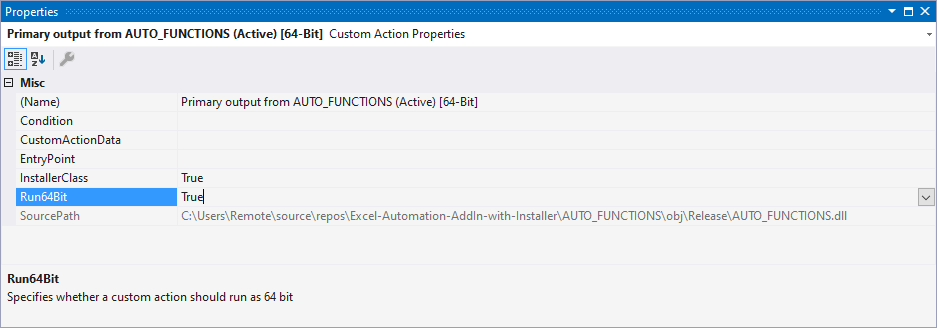 Properties
Primary output from AUTO_FUNCTIONS (Active) [64-Bit] Custom Action Properties
Misc
(Name) Primary output from AUTO_FUNCTIONS (Active) [64-Bit]
Condition
CustomActionData
EntryPoint
InstallerClass True
Run64Bit True
SourcePath C:\Users\Remote\source\repos\Excel-Automation-AddIn-with-Installer\AUTO_FUNCTIONS\obj\Release\AUTO_FUNCTIONS.dll
Run64Bit
Specifies whether a custom action should run as 64 bit